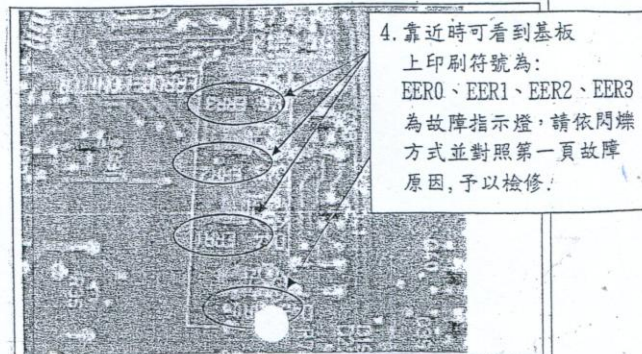 4.靠近時可看到基板
上印刷符號為:
EER0、EER1、EER2、EER3
為故障指示燈,請依閃爍
方式並對照第一頁故障
原因,予以檢修.
ERR3
ERR1